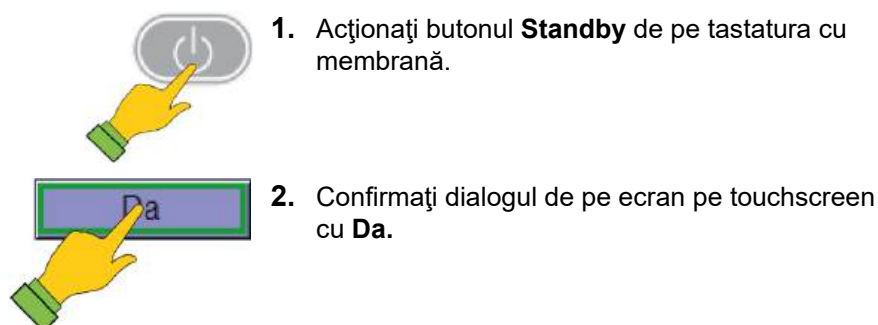 1. Acţionaţi butonul Standby de pe tastatura cu
membrană.
Da
2. Confirmaţi dialogul de pe ecran pe touchscreen
cu Da.